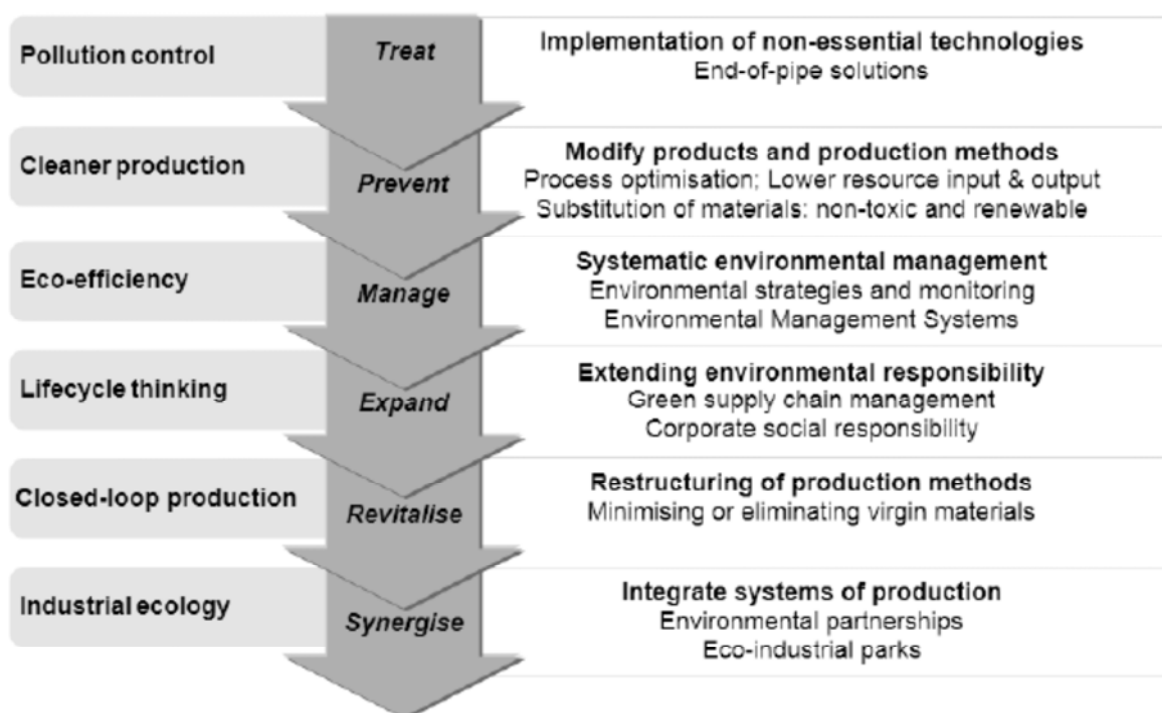 Pollution control
Treat
Implementation of non-essential technologies
End-of-pipe solutions
Cleaner production
Prevent
Modify products and production methods
Process optimisation; Lower resource input & output
Substitution of materials: non-toxic and renewable
Eco-efficiency
Manage
Systematic environmental management
Environmental strategies and monitoring
Environmental Management Systems
Lifecycle thinking
Expand
Extending environmental responsibility
Green supply chain management
Corporate social responsibility
Closed-loop production
Revitalise
Restructuring of production methods
Minimising or eliminating virgin materials
Industrial ecology
Synergise
Integrate systems of production
Environmental partnerships
Eco-industrial parks